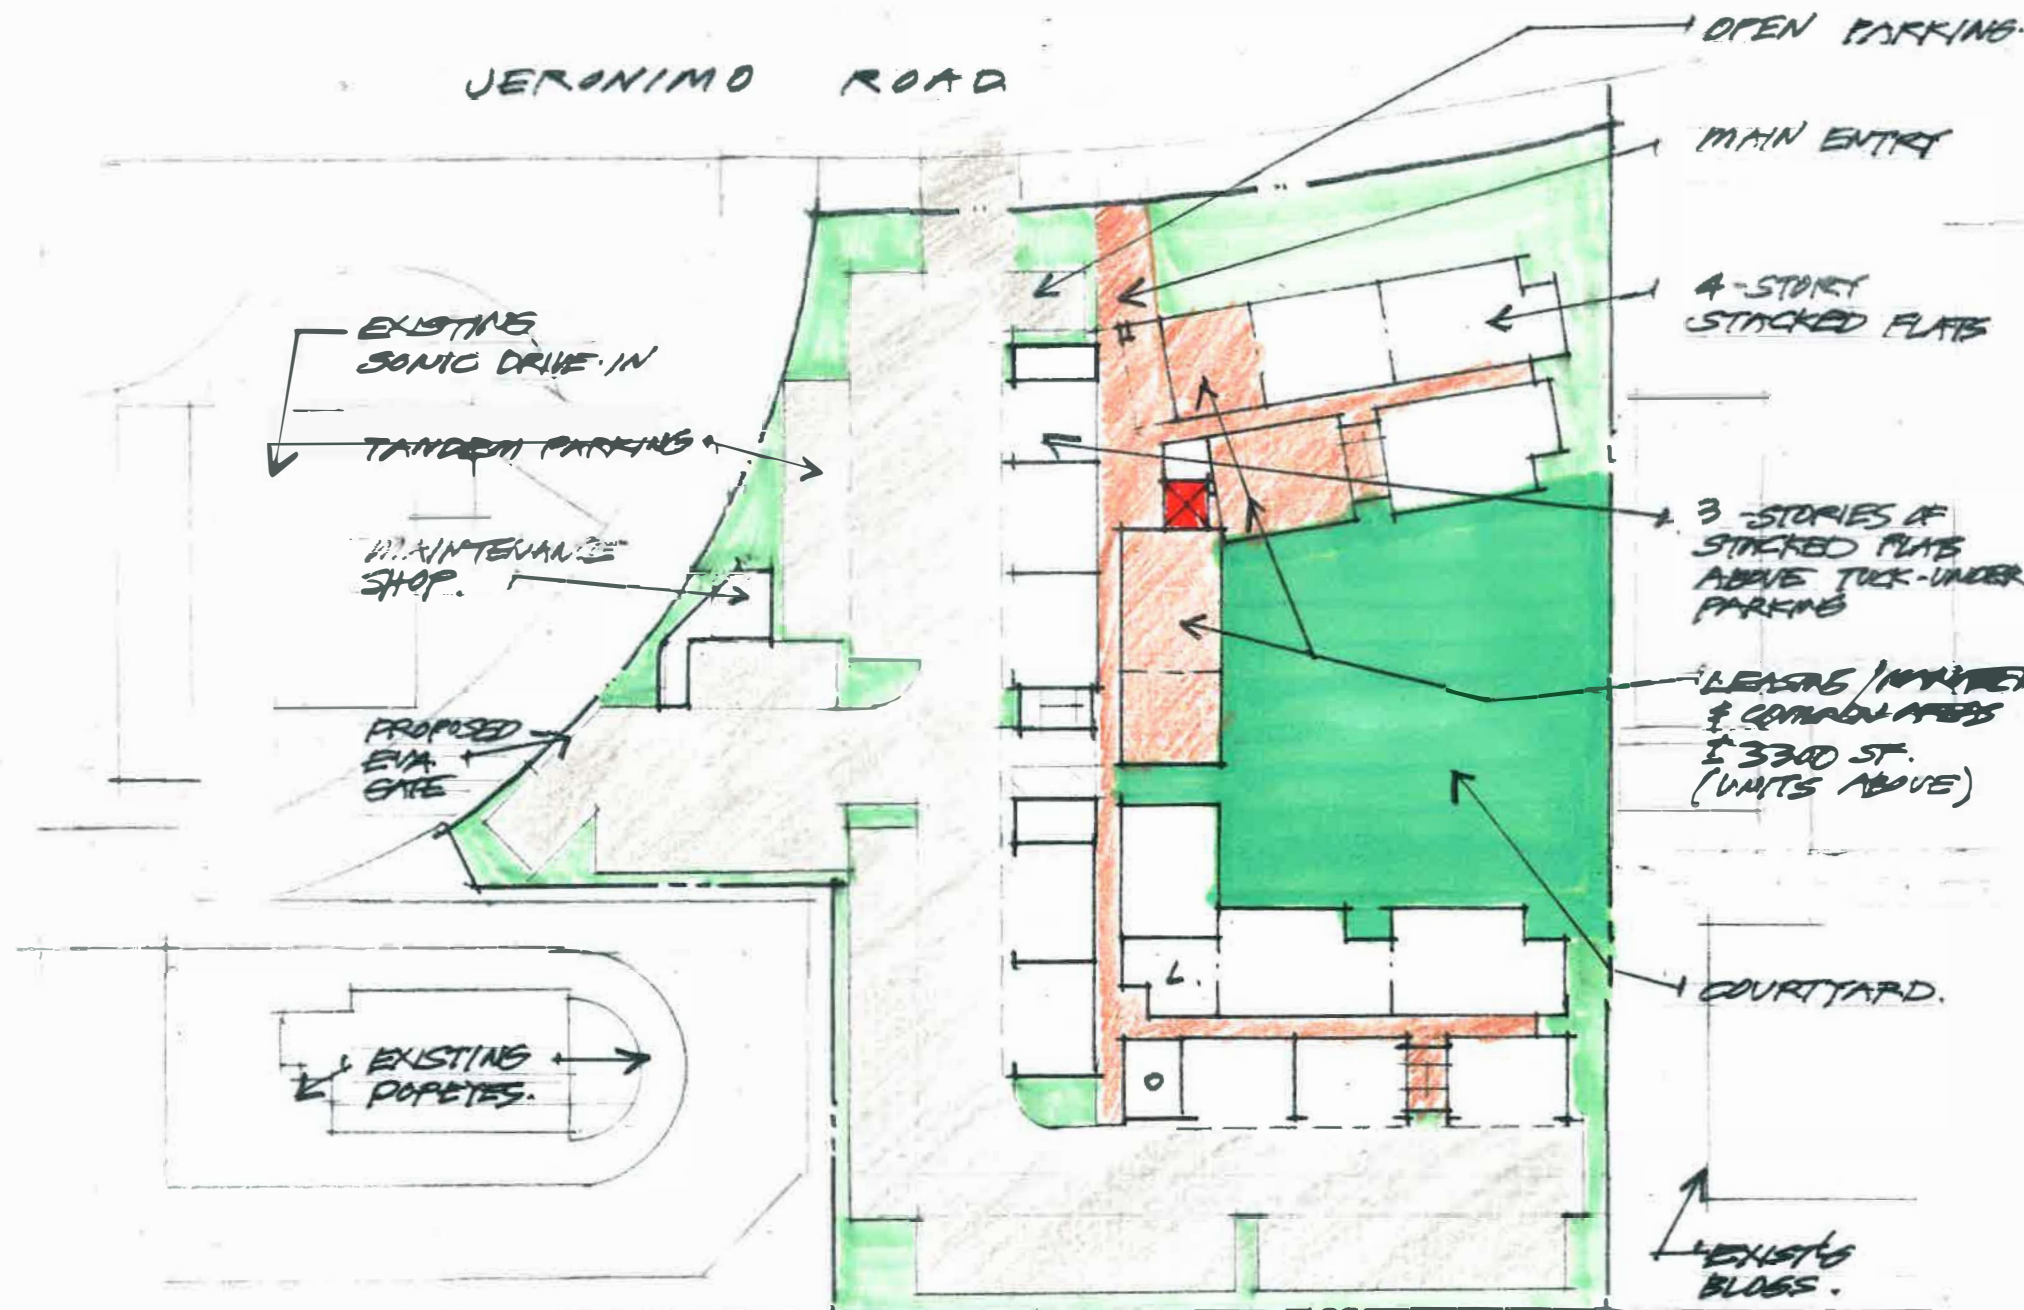 JERONIMO ROAD
OPEN PARKING.
MAIN ENTRY
4-STORY
STACKED FLATS
3-STORIES OF
STACKED FLATS
ABOVE TUCK-UNDER
PARKING
LEASING /
& COMMON AREAS
± 3300 SF.
(UNITS ABOVE)
COURTYARD.
EXIST'G
BLDGS.
EXISTING
SONIC DRIVE-IN
TANDEM PARKING
MAINTENANCE
SHOP.
PROPOSED
EVA
GATE
EXISTING
POPEYES.
L.
O